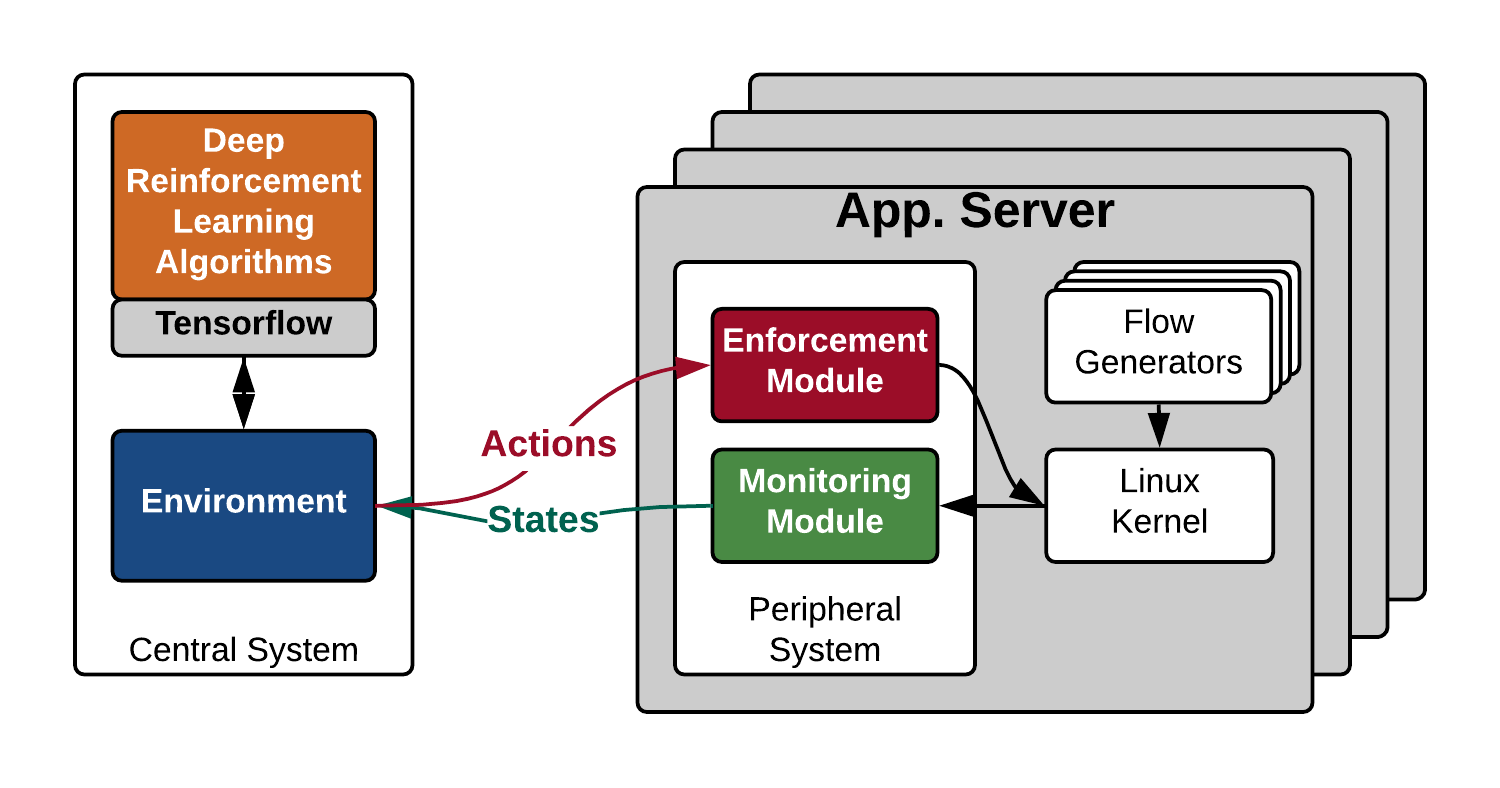 Deep
Reinforcement
Learning
Algorithms
Tensorflow
Environment
Central System
Actions
States
App. Server
Enforcement
Module
Monitoring
Module
Peripheral
System
Flow
Generators
Linux
Kernel